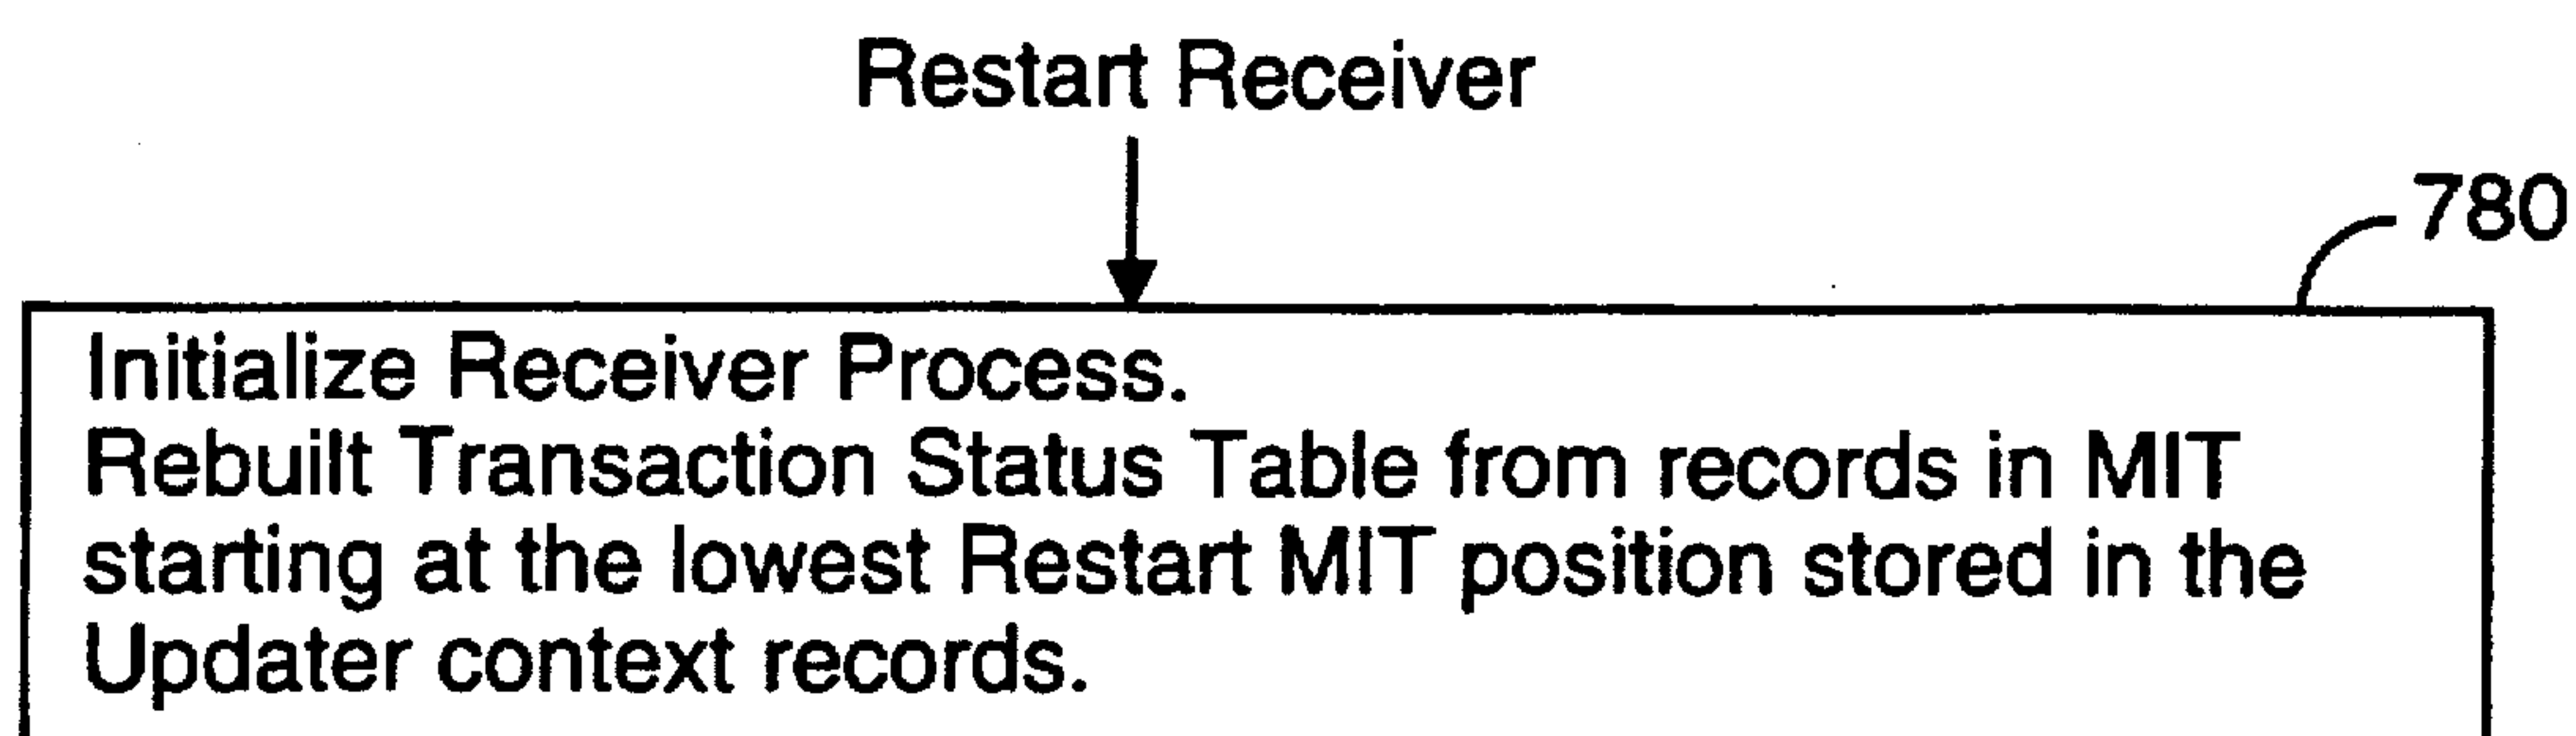 Restart Receiver
780
Initialize Receiver Process.
Rebuilt Transaction Status Table from records in MIT
starting at the lowest Restart MIT position stored in the
Updater context records.